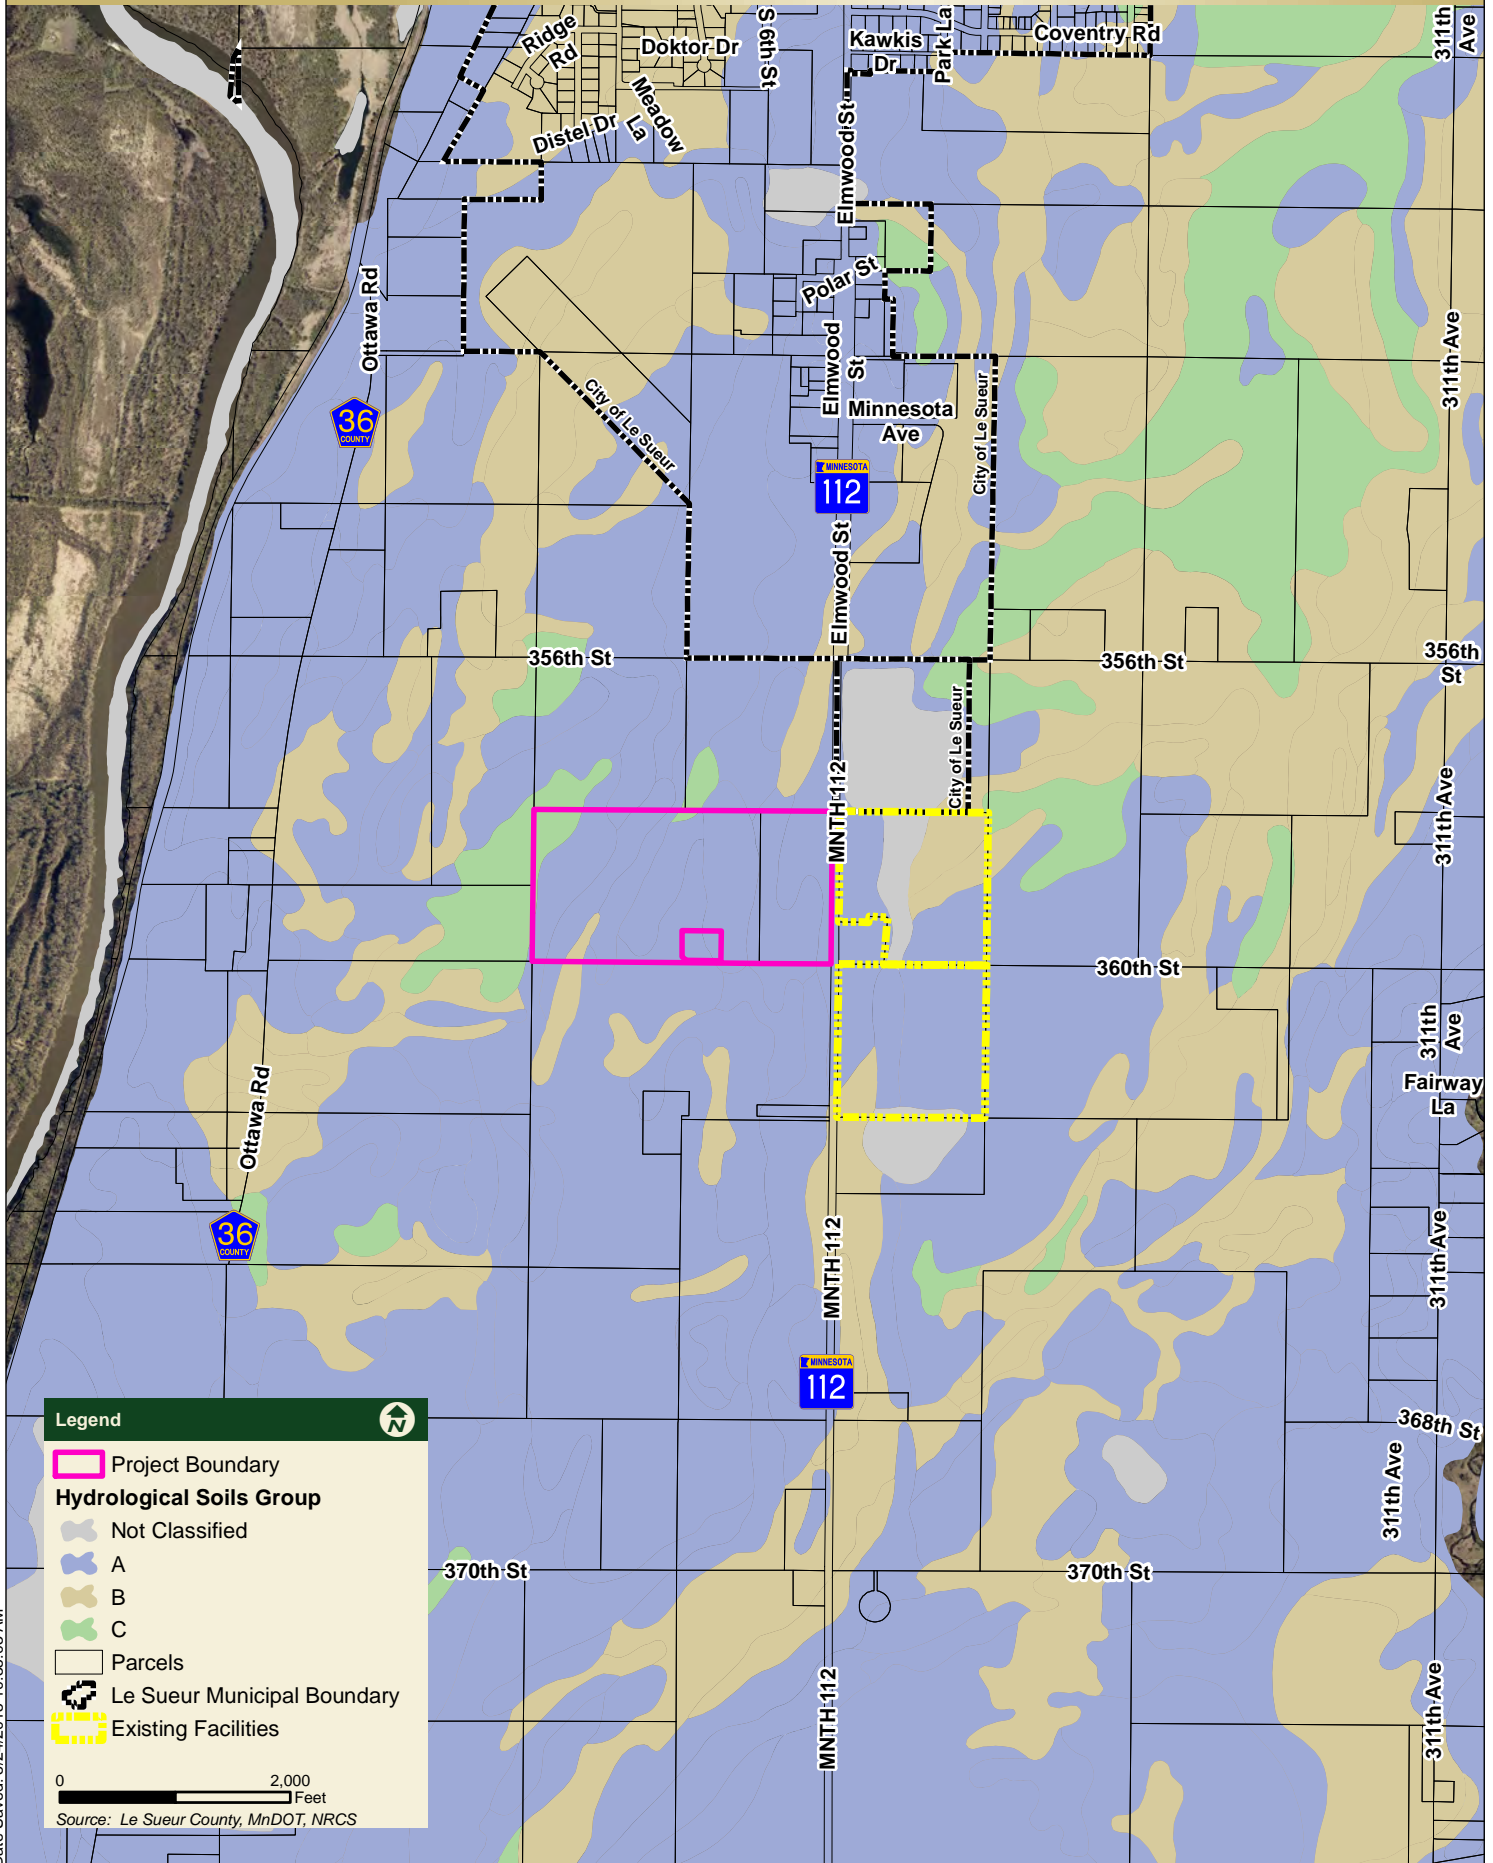 Ridge
Rd
Doktor Dr
S 6th St
Kawkis
Dr
Park La
Coventry Rd
311th
Ave
Meadow
La
Distel Dr
Elmwood St
Polar St
Ottawa Rd
Elmwood
St
311th Ave
36
COUNTY
City of Le Sueur
Minnesota
Ave
City of Le Sueur
MINNESOTA
112
Elmwood St
356th St
356th St
356th
St
City of Le Sueur
MNTH 112
311th Ave
360th St
311th
Ave
Fairway
La
Ottawa Rd
36
COUNTY
MNTH 112
311th Ave
MINNESOTA
112
368th St
311th Ave
370th St
370th St
MNTH 112
311th Ave
Legend
N
Project Boundary
Hydrological Soils Group
Not Classified
A
B
C
Parcels
Le Sueur Municipal Boundary
Existing Facilities
0 2,000
Feet
Source: Le Sueur County, MnDOT, NRCS